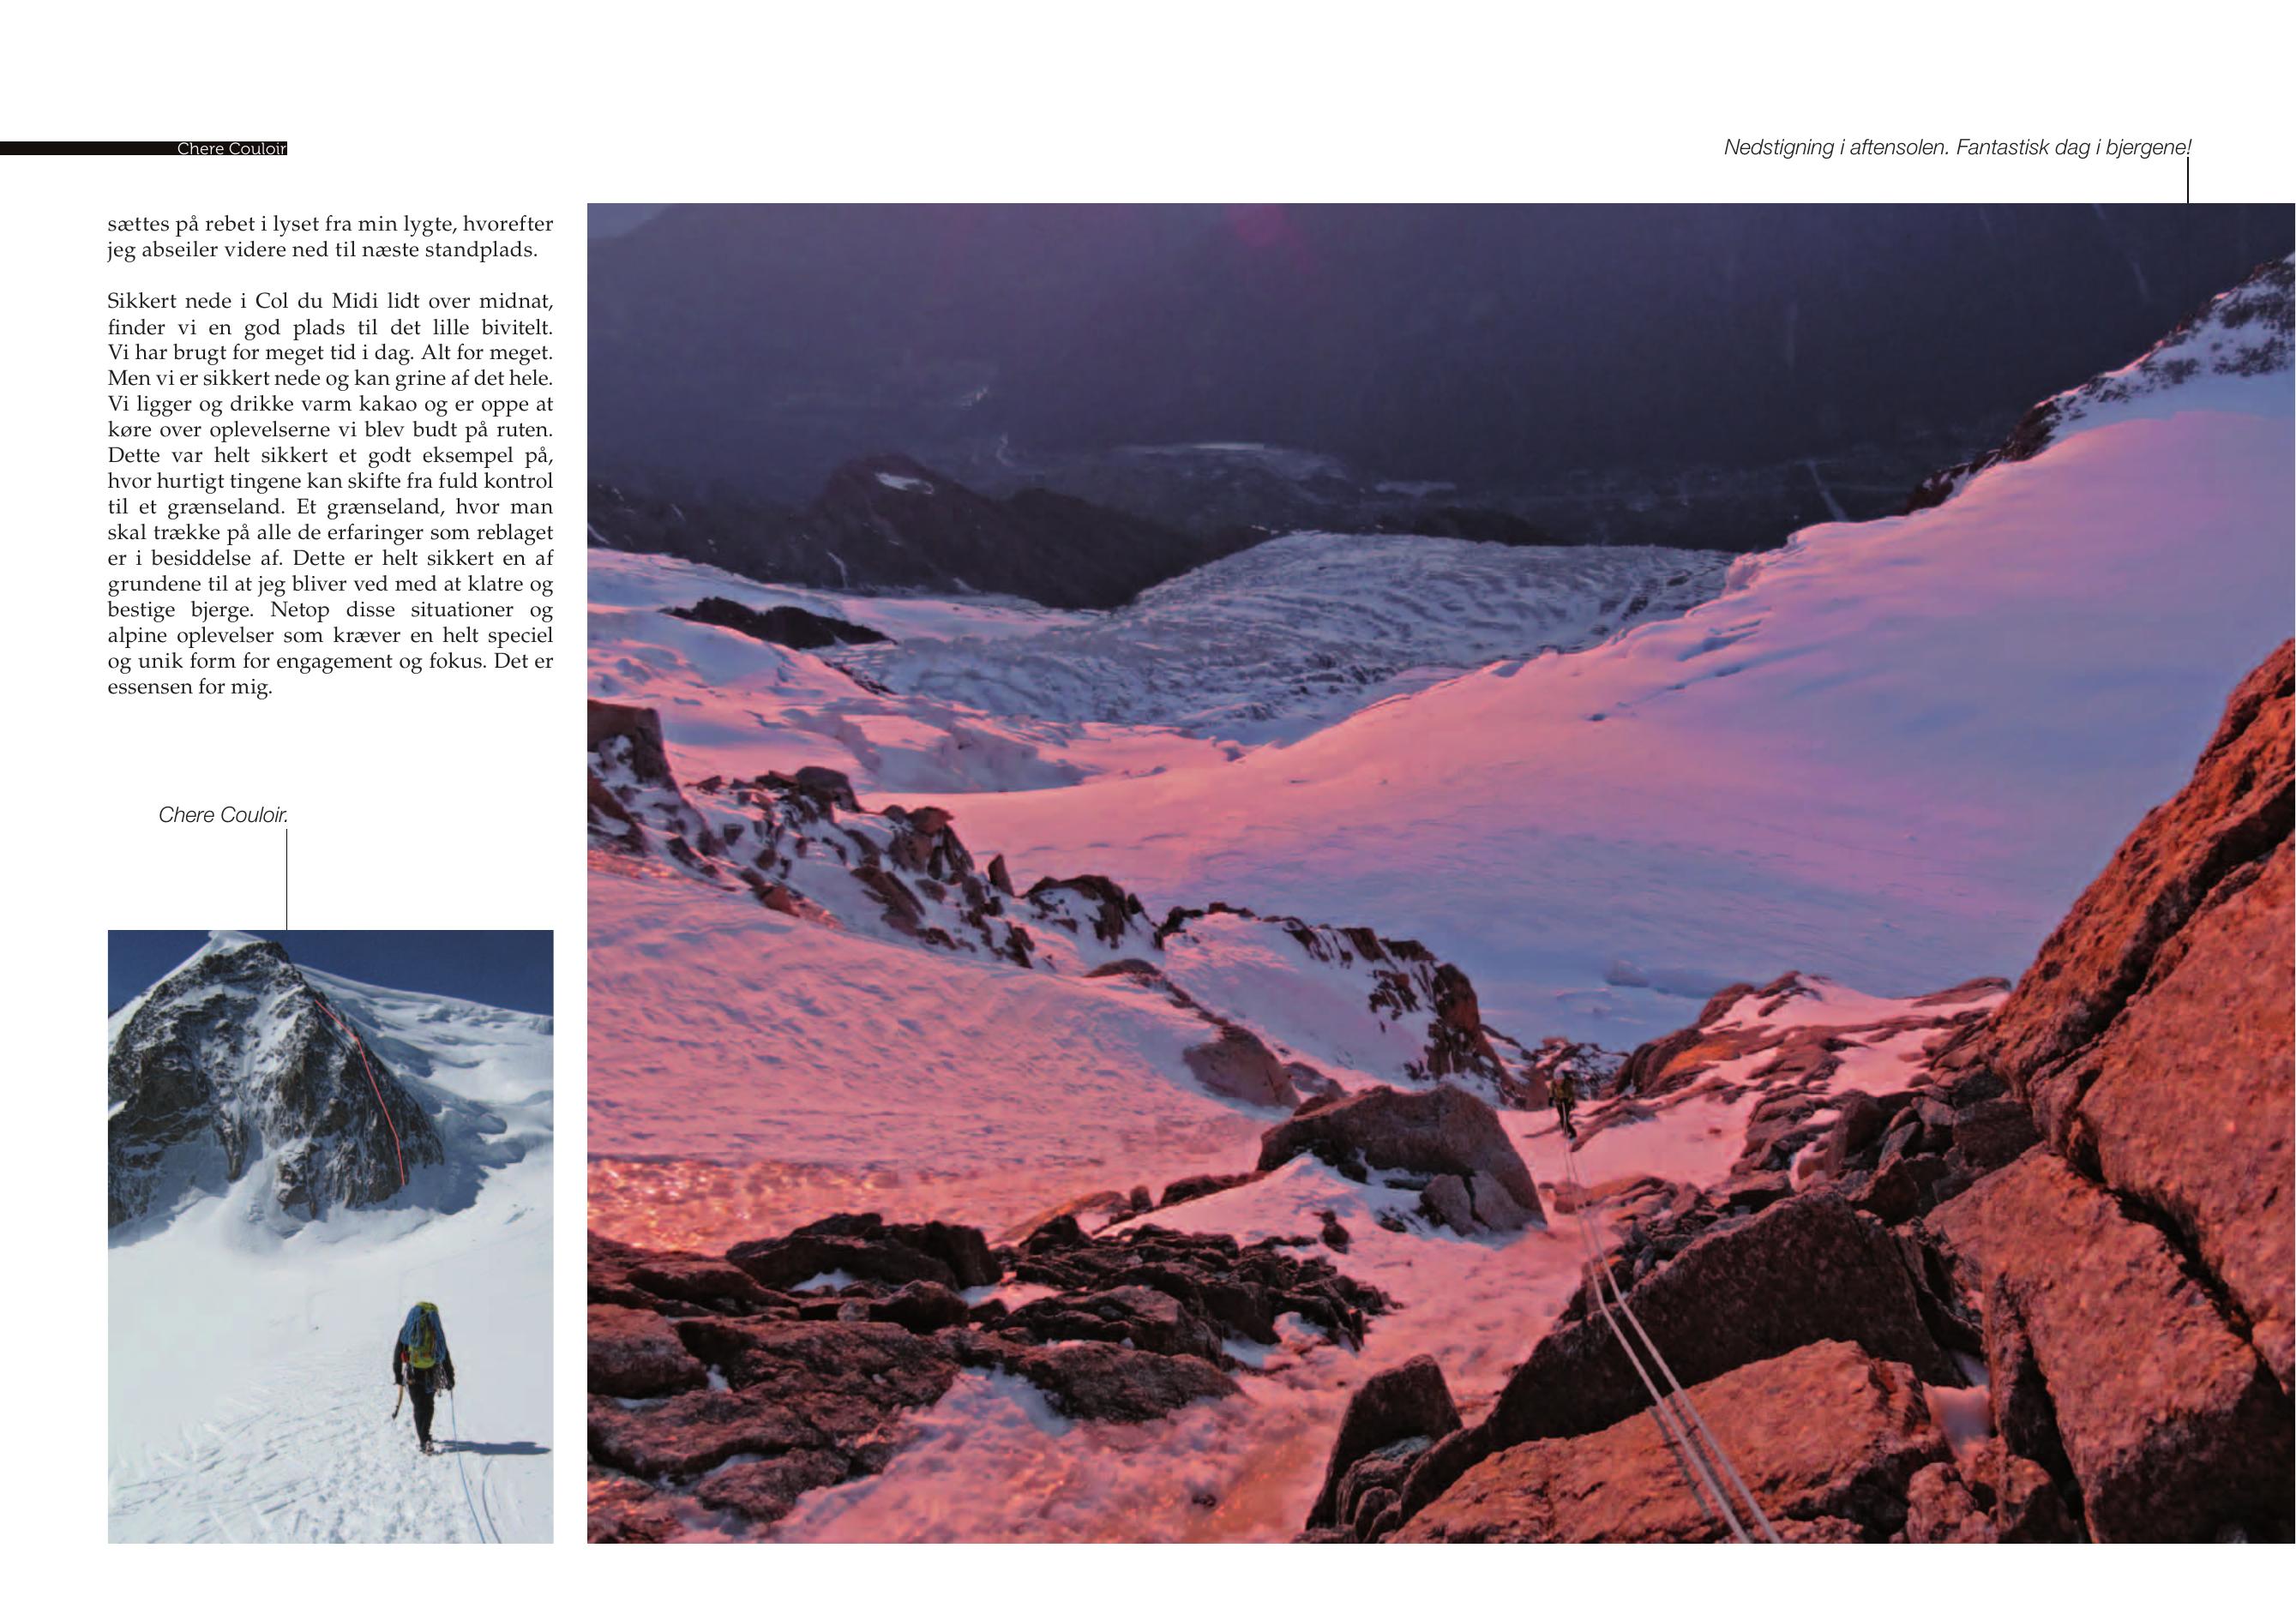 Chere Couloir
Nedstigning i aftensolen. Fantastisk dag i bjergene!
sættes på rebet i lyset fra min lygte, hvorefter
jeg abseiler videre ned til næste standplads.
Sikkert nede i Col du Midi lidt over midnat,
finder vi en god plads til det lille bivitelt.
Vi har brugt for meget tid i dag. Alt for meget.
Men vi er sikkert nede og kan grine af det hele.
Vi ligger og drikke varm kakao og er oppe at
køre over oplevelserne vi blev budt på ruten.
Dette var helt sikkert et godt eksempel på,
hvor hurtigt tingene kan skifte fra fuld kontrol
til et grænseland. Et grænseland, hvor man
skal trække på alle de erfaringer som reblaget
er i besiddelse af. Dette er helt sikkert en af
grundene til at jeg bliver ved med at klatre og
bestige bjerge. Netop disse situationer og
alpine oplevelser som kræver en helt speciel
og unik form for engagement og fokus. Det er
essensen for mig.
Chere Couloir.